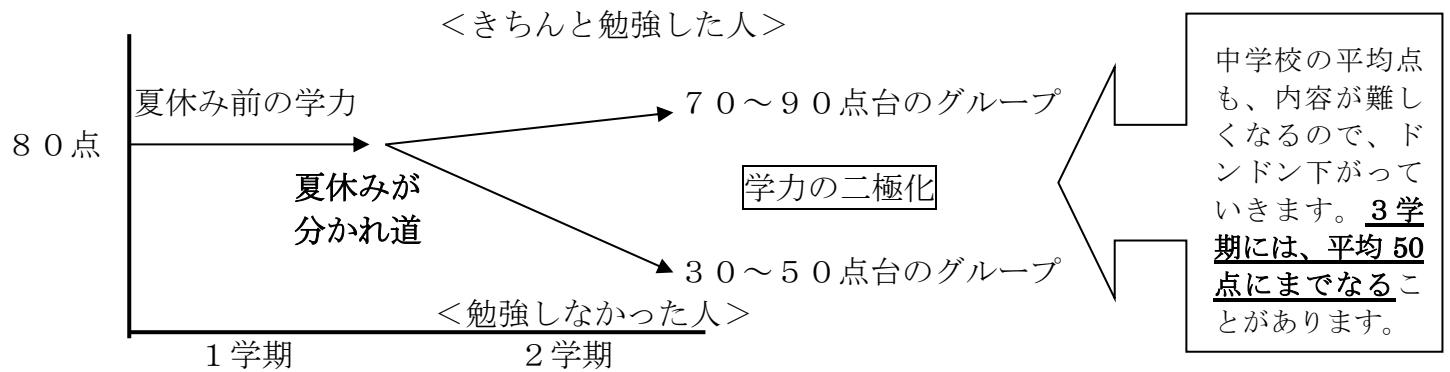 ＜きちんと勉強した人＞
夏休み前の学力
８０点
７０～９０点台のグループ
夏休みが
分かれ道
学力の二極化
３０～５０点台のグループ
＜勉強しなかった人＞
１学期
２学期
中学校の平均点
も、内容が難し
くなるので、ド
ンドン下がって
いきます。３学
期には、平均 50
点にまでなるこ
とがあります。